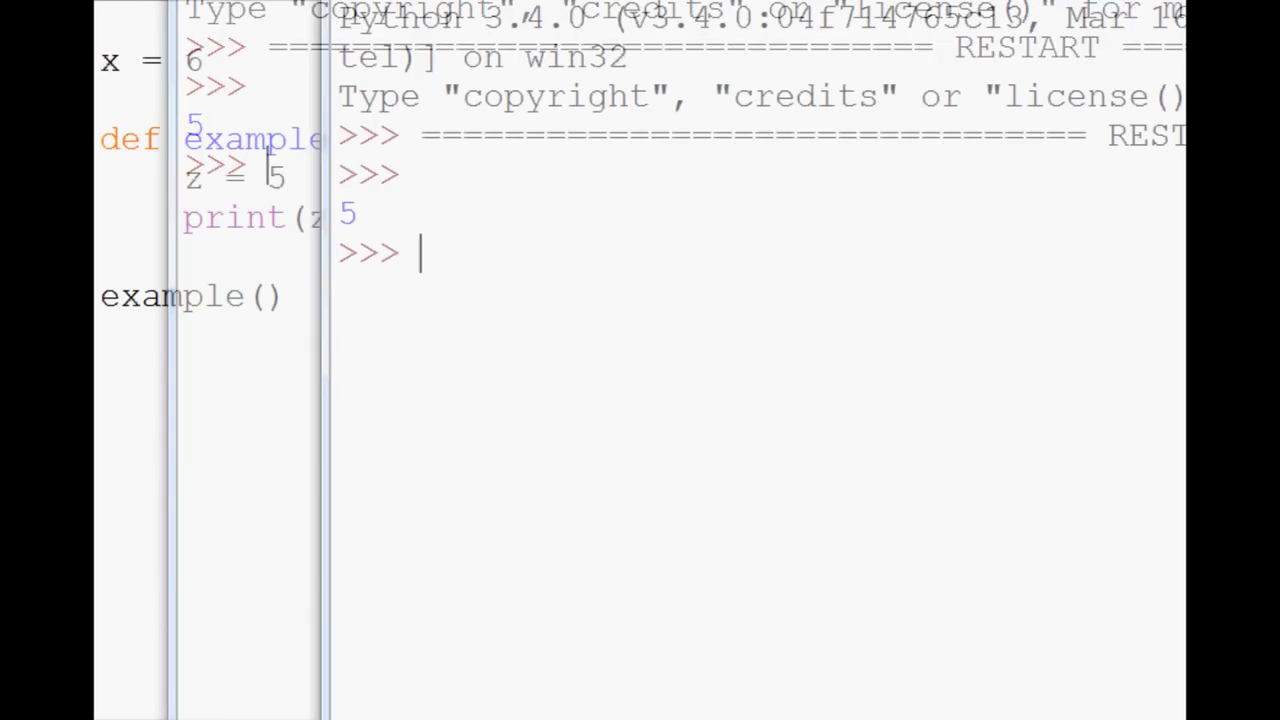 Type "copyright", "credits" or "license()" for m
>>> ================================ RESTART ====
>>>
5
>>>
x = 6
def example
z = 5
print(z
example()
Python 3.4.0 (v3.4.0:04f714765c13, Mar 16
tel)] on win32
Type "copyright", "credits" or "license()
>>> ================================ REST
>>>
5
>>>